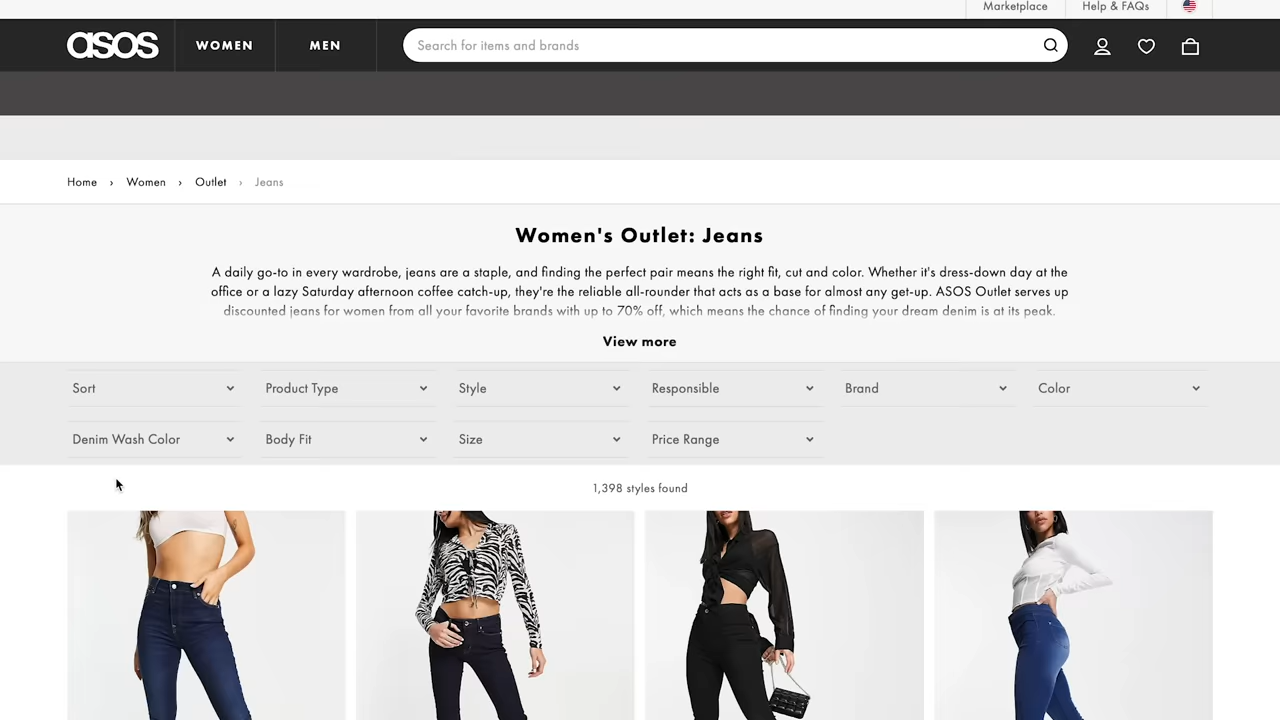 Marketplace Help & FAQs
asos WOMEN MEN Search for items and brands
Home › Women › Outlet › Jeans
Women's Outlet: Jeans
A daily go-to in every wardrobe, jeans are a staple, and finding the perfect pair means the right fit, cut and color. Whether it's dress-down day at the
office or a lazy Saturday afternoon coffee catch-up, they're the reliable all-rounder that acts as a base for almost any get-up. ASOS Outlet serves up
discounted jeans for women from all your favorite brands with up to 70% off, which means the chance of finding your dream denim is at its peak.
View more
Sort Product Type Style Responsible Brand Color
Denim Wash Color Body Fit Size Price Range
1,398 styles found